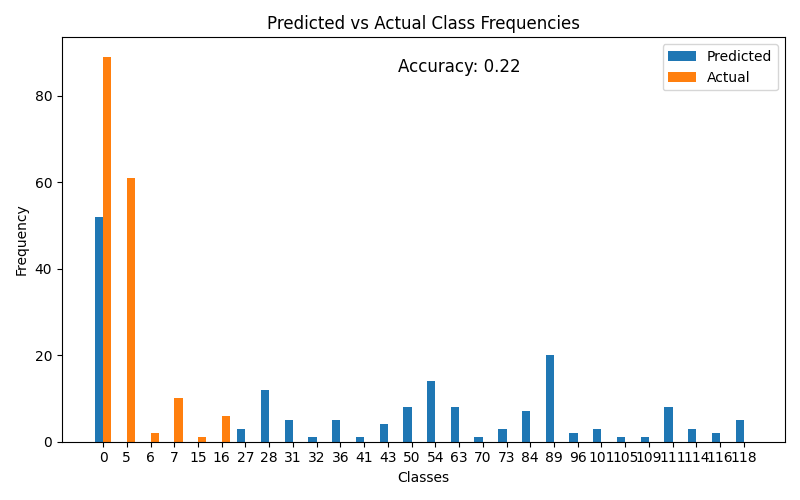 Predicted vs Actual Class Frequencies
Accuracy: 0.22
Predicted
Actual
Frequency
80
60
40
20
0
0 5 6 7 15 16 27 28 31 32 36 41 43 50 54 63 70 73 84 89 96 101 105 109 111 114 116 118
Classes